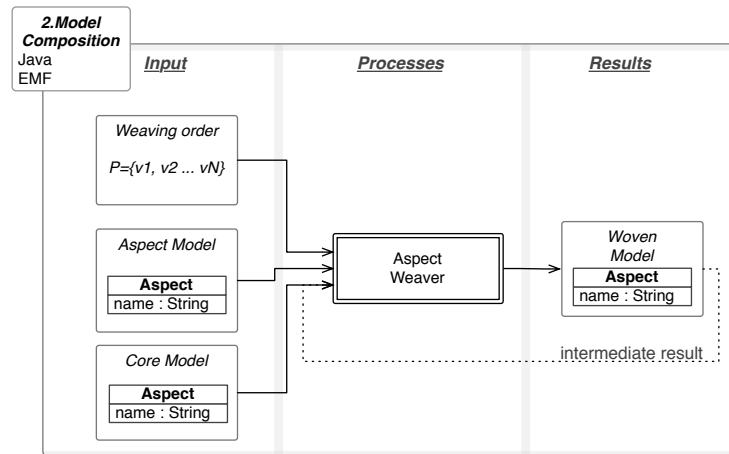 2.Model
Composition
Java
EMF
Input
Processes
Results
Weaving order
P={v1, v2 ... vN}
Aspect Model
Aspect
name : String
Core Model
Aspect
name : String
Aspect
Weaver
Woven
Model
Aspect
name : String
intermediate result